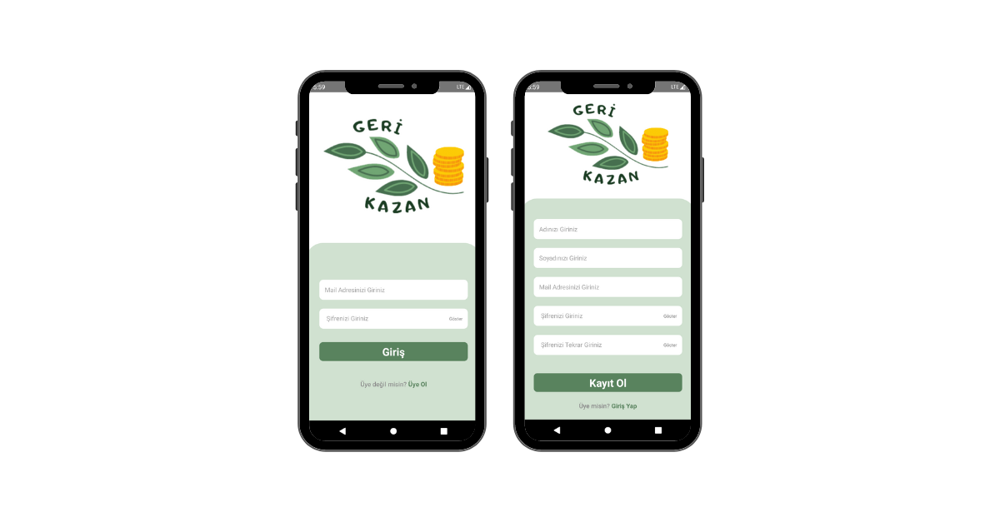 5:59
LTE
GERİ
KAZAN
Mail Adresinizi Giriniz
Şifrenizi Giriniz
Göster
Giriş
Üye değil misin? Üye Ol
5:59
LTE
GERİ
KAZAN
Adınızı Giriniz
Soyadınızı Giriniz
Mail Adresinizi Giriniz
Şifrenizi Giriniz
Göster
Şifrenizi Tekrar Giriniz
Göster
Kayıt Ol
Üye misin? Giriş Yap